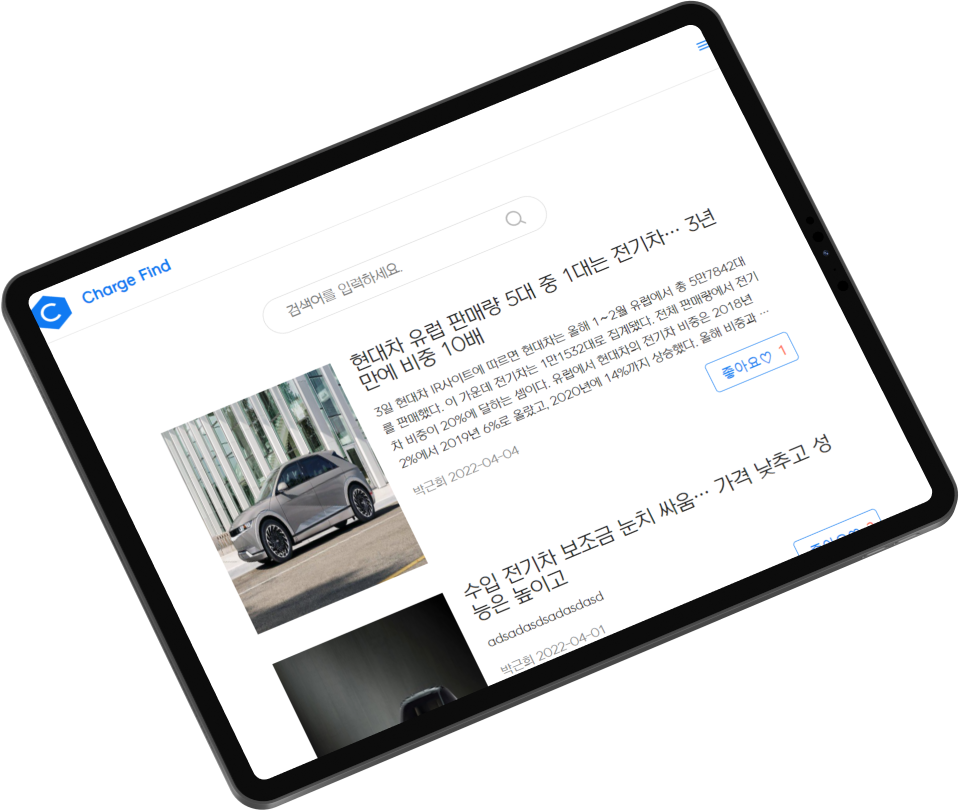 Charge Find
검색어를 입력하세요.
현대차 유럽 판매량 5대 중 1대는 전기차… 3년
만에 비중 10배
3일 현대차 IR사이트에 따르면 현대차는 올해 1~2월 유럽에서 총 5만7842대
를 판매했다. 이 가운데 전기차는 1만1532대로 집계됐다. 전체 판매량에서 전기
차 비중이 20%에 달하는 셈이다. 유럽에서 현대차의 전기차 비중은 2018년
2%에서 2019년 6%로 올랐고, 2020년에 14%까지 상승했다. 올해 비중과 ...
좋아요♡ 1
박근희 2022-04-04
수입 전기차 보조금 눈치 싸움… 가격 낮추고 성
능은 높이고
adsadasdsadasdasd
박근희 2022-04-01
좋아요♡